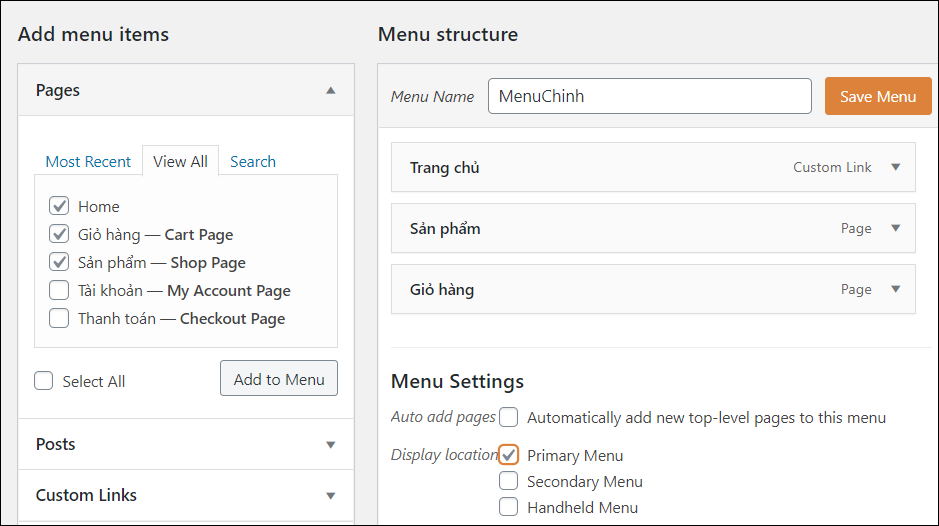 Add menu items
Pages
Most Recent View All Search
Home
Giỏ hàng — Cart Page
Sản phẩm — Shop Page
Tài khoản — My Account Page
Thanh toán — Checkout Page
Select All Add to Menu
Posts
Custom Links
Menu structure
Menu Name MenuChinh Save Menu
Trang chủ Custom Link
Sản phẩm Page
Giỏ hàng Page
Menu Settings
Auto add pages Automatically add new top-level pages to this menu
Display location Primary Menu
Secondary Menu
Handheld Menu